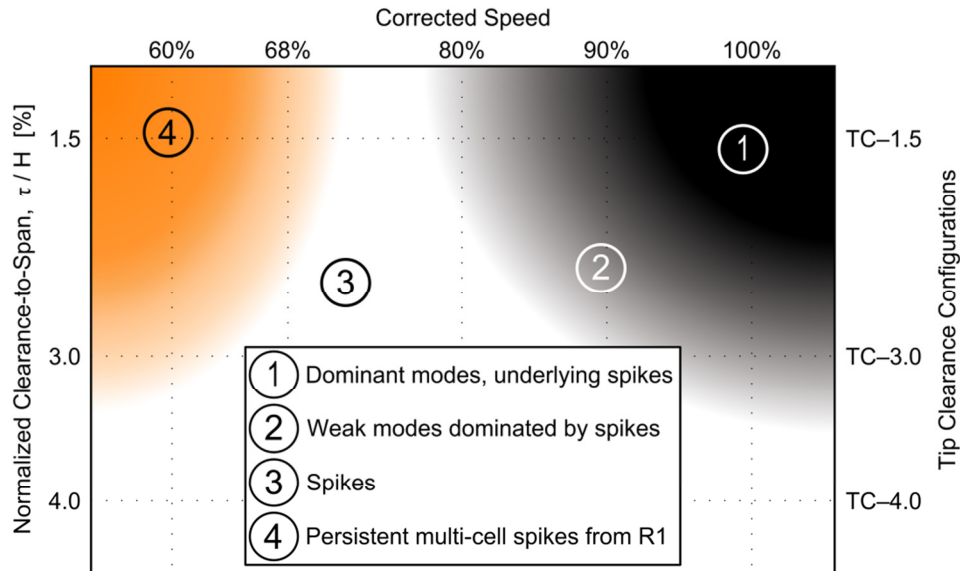 Corrected Speed
60% 68% 80% 90% 100%
Normalized Clearance-to-Span, τ / H [%]
1.5
3.0
4.0
TC–1.5
TC–3.0
TC–4.0
Tip Clearance Configurations
4
1
2
3
1 Dominant modes, underlying spikes
2 Weak modes dominated by spikes
3 Spikes
4 Persistent multi-cell spikes from R1